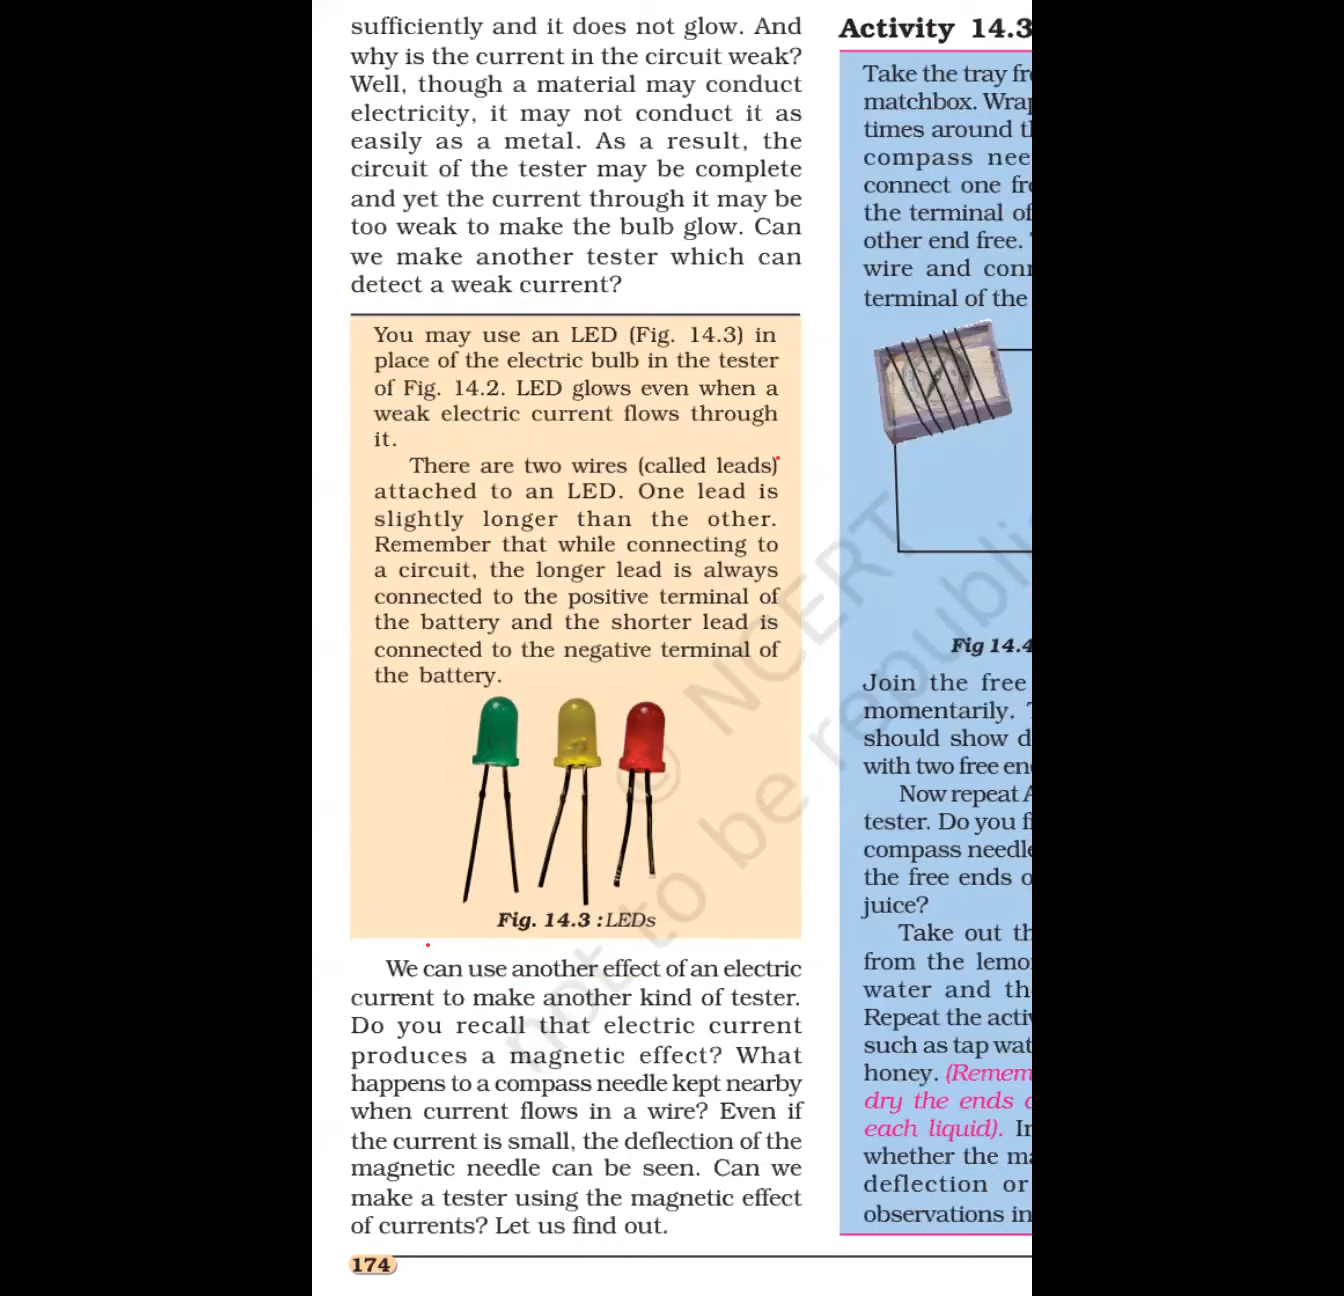 sufficiently and it does not glow. And
why is the current in the circuit weak?
Well, though a material may conduct
electricity, it may not conduct it as
easily as a metal. As a result, the
circuit of the tester may be complete
and yet the current through it may be
too weak to make the bulb glow. Can
we make another tester which can
detect a weak current?
You may use an LED (Fig. 14.3) in
place of the electric bulb in the tester
of Fig. 14.2. LED glows even when a
weak electric current flows through
it.
There are two wires (called leads)
attached to an LED. One lead is
slightly longer than the other.
Remember that while connecting to
a circuit, the longer lead is always
connected to the positive terminal of
the battery and the shorter lead is
connected to the negative terminal of
the battery.
Fig. 14.3 : LEDs
We can use another effect of an electric
current to make another kind of tester.
Do you recall that electric current
produces a magnetic effect? What
happens to a compass needle kept nearby
when current flows in a wire? Even if
the current is small, the deflection of the
magnetic needle can be seen. Can we
make a tester using the magnetic effect
of currents? Let us find out.
174
Activity 14.3
Take the tray
matchbox.
times around
compass
connect one
the terminal of
other end free.
wire and
terminal of the
Fig 14.4
Join the free
momentarily.
should show
with two free
Now repeat
tester. Do you
compass
the free ends
juice?
Take out
from the
water and
Repeat the
such as tap
honey.
dry the ends
each liquid).
whether the
deflection or
observations in
© NCERT
not to be